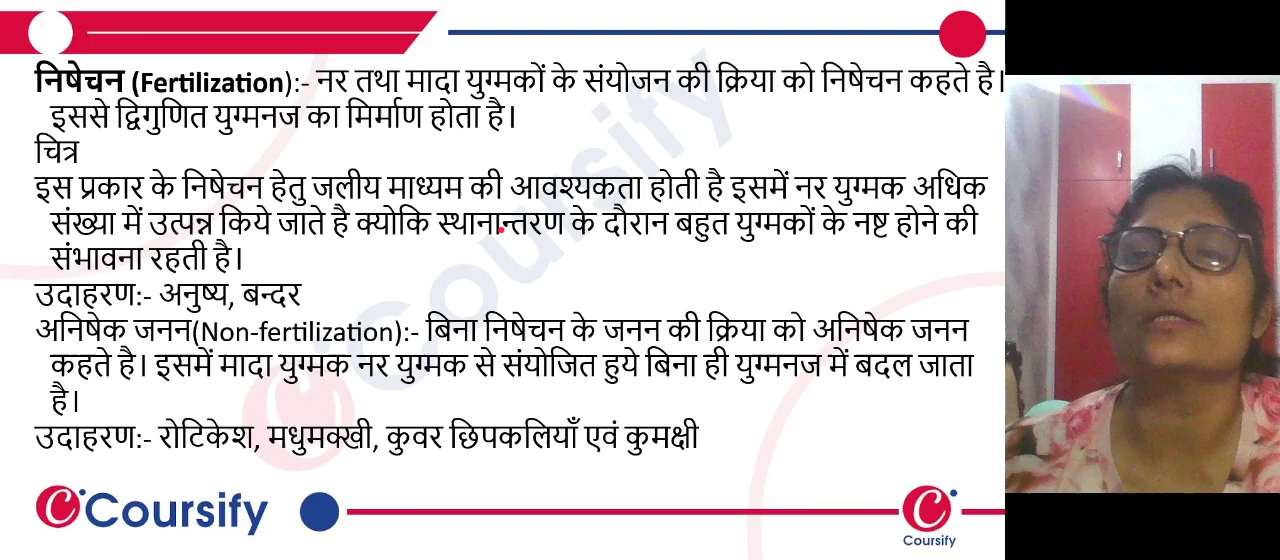 निषेचन (Fertilization):- नर तथा मादा युग्मकों के संयोजन की क्रिया को निषेचन कहते है।
इससे द्विगुणित युग्मनज का मिर्माण होता है।
चित्र
इस प्रकार के निषेचन हेतु जलीय माध्यम की आवश्यकता होती है इसमें नर युग्मक अधिक
संख्या में उत्पन्न किये जाते है क्योकि स्थानान्तरण के दौरान बहुत युग्मकों के नष्ट होने की
संभावना रहती है।
उदाहरण:- अनुष्य, बन्दर
अनिषेक जनन(Non-fertilization):- बिना निषेचन के जनन की क्रिया को अनिषेक जनन
कहते है। इसमें मादा युग्मक नर युग्मक से संयोजित हुये बिना ही युग्मनज में बदल जाता
है।
उदाहरण:- रोटिकेश, मधुमक्खी, कुवर छिपकलियाँ एवं कुमक्षी
Coursify
Coursify
Coursify